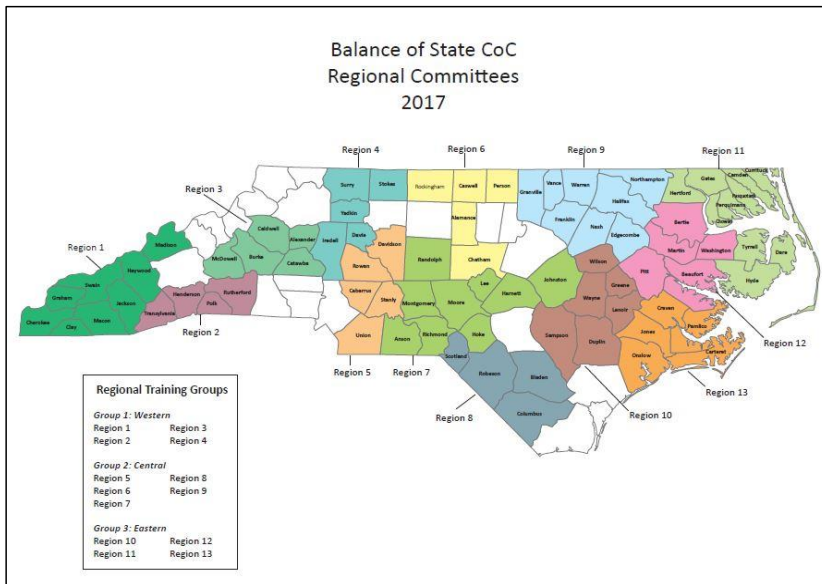 Balance of State CoC
Regional Committees
2017
Region 4
Region 6
Region 9
Region 11
Region 3
Region 1
Region 2
Region 5
Region 7
Region 8
Region 10
Region 12
Region 13
Surry
Stokes
Rockingham
Caswell
Person
Granville
Vance
Warren
Northampton
Hertford
Gates
Camden
Currituck
Pasquotank
Perquimans
Halifax
Yadkin
Alamance
Franklin
Bertie
Madison
Caldwell
Alexander
Iredell
Davie
Davidson
Nash
Edgecombe
Martin
Washington
Tyrrell
Dare
McDowell
Burke
Catawba
Rowan
Randolph
Chatham
Wilson
Pitt
Beaufort
Hyde
Haywood
Swain
Graham
Jackson
Henderson
Rutherford
Polk
Transylvania
Cherokee
Clay
Macon
Cabarrus
Stanly
Montgomery
Moore
Lee
Harnett
Johnston
Wayne
Greene
Lenoir
Craven
Pamlico
Jones
Carteret
Onslow
Union
Anson
Richmond
Hoke
Scotland
Robeson
Bladen
Columbus
Sampson
Duplin
Regional Training Groups
Group 1: Western
Region 1 Region 3
Region 2 Region 4
Group 2: Central
Region 5 Region 8
Region 6 Region 9
Region 7
Group 3: Eastern
Region 10 Region 12
Region 11 Region 13